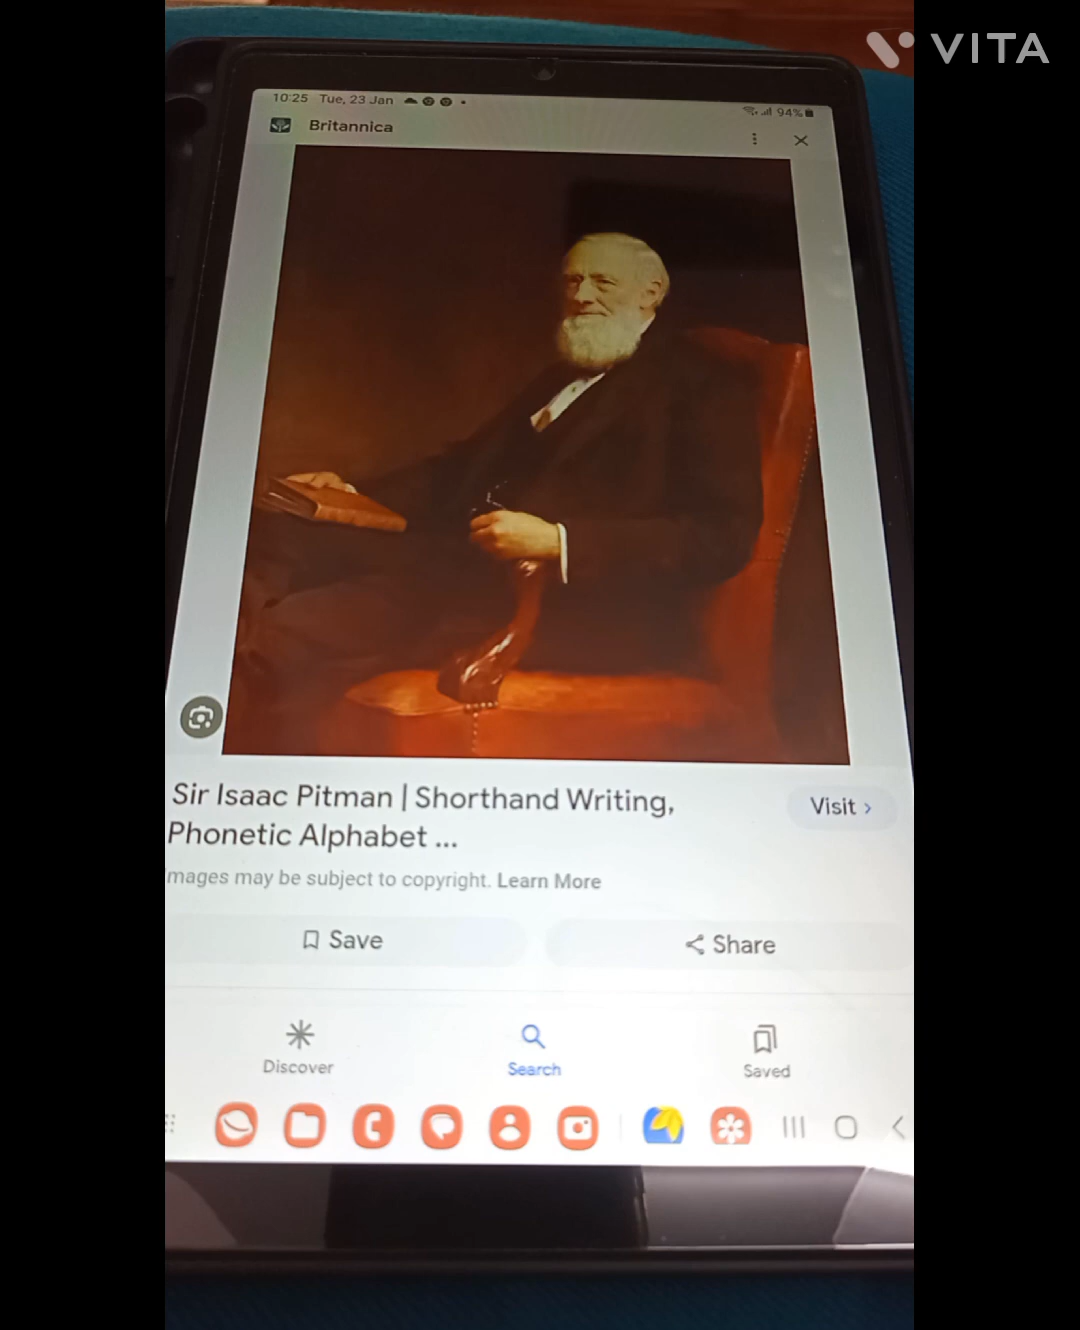 VITA
10:25 Tue, 23 Jan
94%
Britannica
Sir Isaac Pitman | Shorthand Writing,
Phonetic Alphabet ...
Visit >
mages may be subject to copyright. Learn More
Save
Share
Discover
Search
Saved